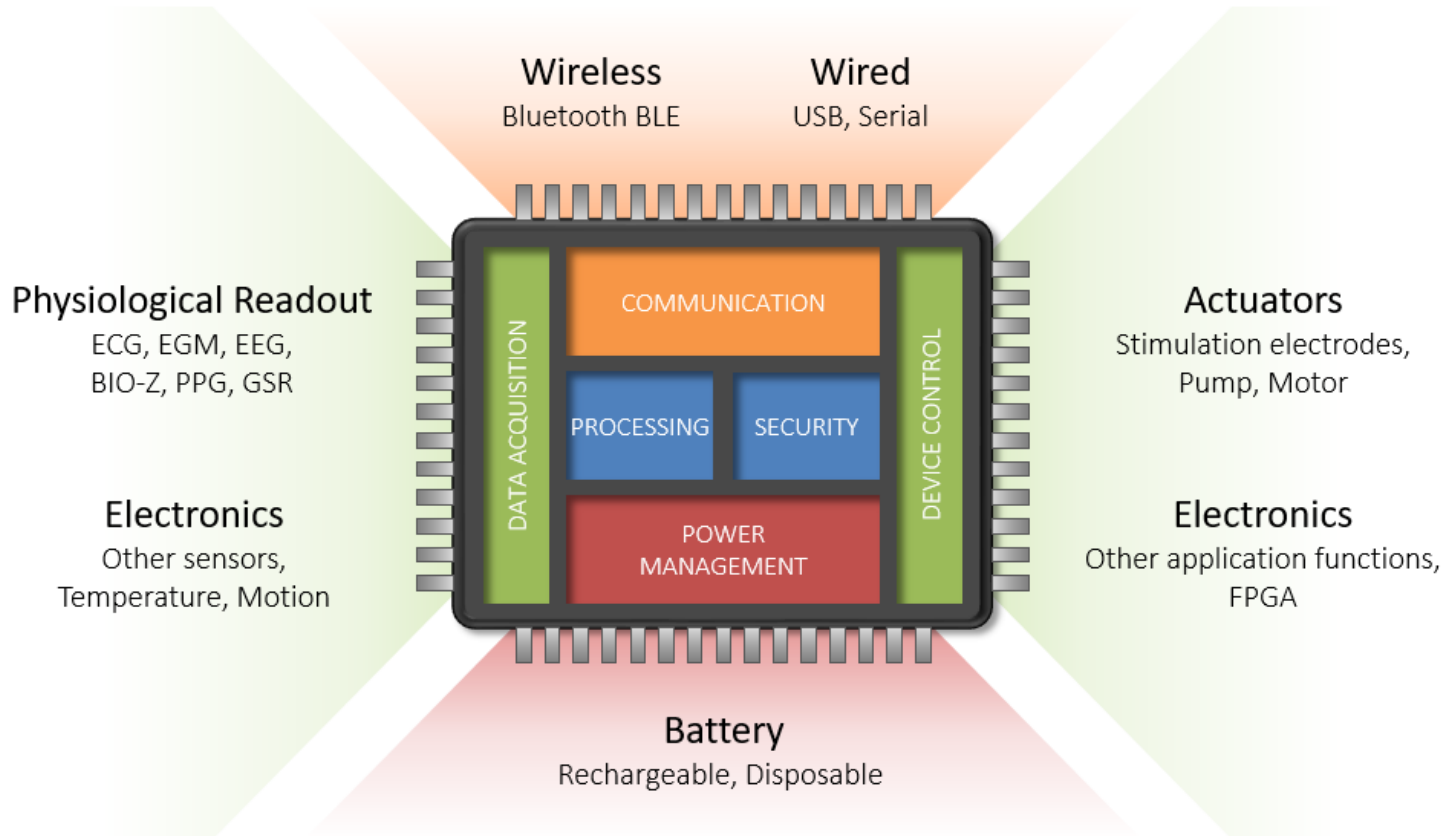 Wireless
Bluetooth BLE
Wired
USB, Serial
Physiological Readout
ECG, EGM, EEG,
BIO-Z, PPG, GSR
Electronics
Other sensors,
Temperature, Motion
DATA ACQUISITION
COMMUNICATION
PROCESSING
SECURITY
POWER
MANAGEMENT
DEVICE CONTROL
Actuators
Stimulation electrodes,
Pump, Motor
Electronics
Other application functions,
FPGA
Battery
Rechargeable, Disposable